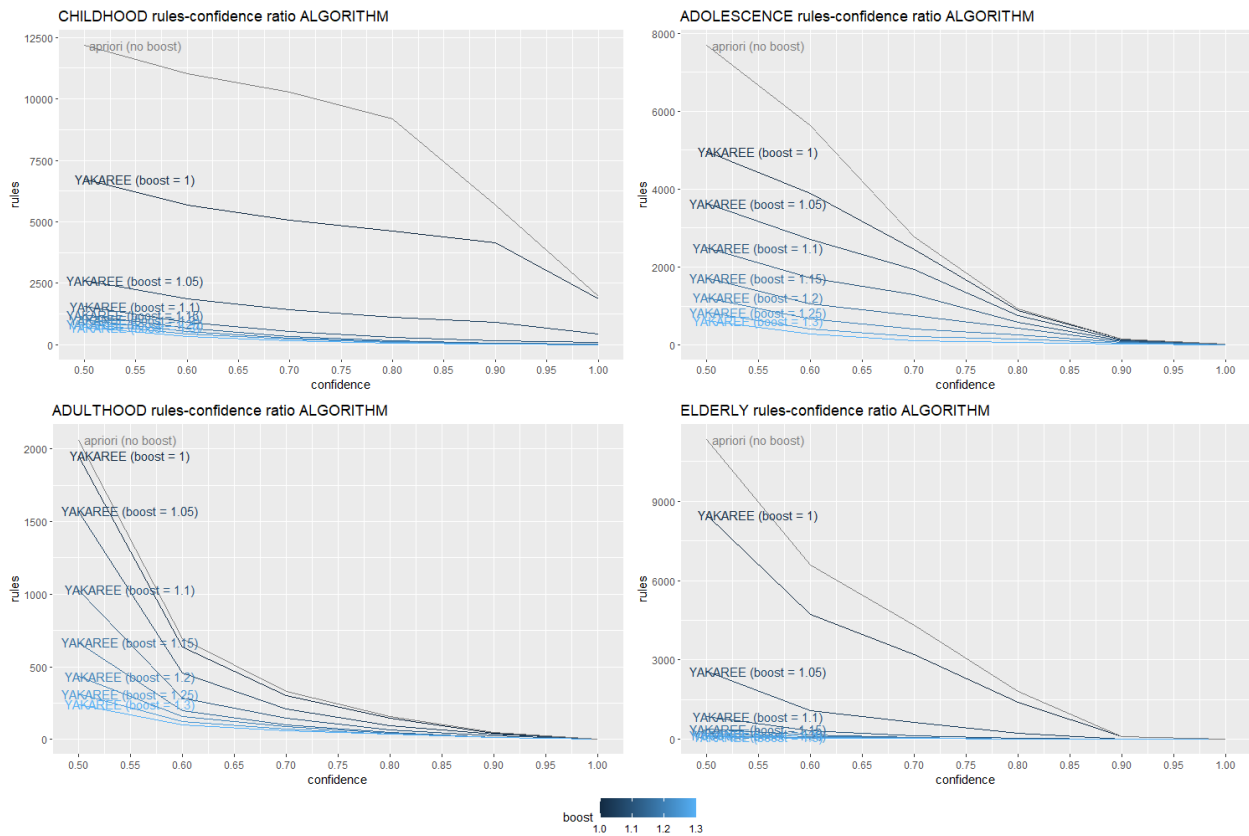 CHILDHOOD rules-confidence ratio ALGORITHM
12500
10000
7500
5000
2500
0
rules
apriori (no boost)
YAKAREE (boost = 1)
YAKAREE (boost = 1.05)
YAKAREE (boost = 1.1)
0.50 0.55 0.60 0.65 0.70 0.75 0.80 0.85 0.90 0.95 1.00
confidence
ADOLESCENCE rules-confidence ratio ALGORITHM
8000
6000
4000
2000
0
rules
apriori (no boost)
YAKAREE (boost = 1)
YAKAREE (boost = 1.05)
YAKAREE (boost = 1.1)
YAKAREE (boost = 1.15)
YAKAREE (boost = 1.2)
YAKAREE (boost = 1.25)
YAKAREE (boost = 1.3)
0.50 0.55 0.60 0.65 0.70 0.75 0.80 0.85 0.90 0.95 1.00
confidence
ADULTHOOD rules-confidence ratio ALGORITHM
2000
1500
1000
500
0
rules
apriori (no boost)
YAKAREE (boost = 1)
YAKAREE (boost = 1.05)
YAKAREE (boost = 1.1)
YAKAREE (boost = 1.15)
YAKAREE (boost = 1.2)
YAKAREE (boost = 1.25)
YAKAREE (boost = 1.3)
0.50 0.55 0.60 0.65 0.70 0.75 0.80 0.85 0.90 0.95 1.00
confidence
ELDERLY rules-confidence ratio ALGORITHM
9000
6000
3000
0
rules
apriori (no boost)
YAKAREE (boost = 1)
YAKAREE (boost = 1.05)
YAKAREE (boost = 1.1)
YAKAREE (boost = 1.15)
0.50 0.55 0.60 0.65 0.70 0.75 0.80 0.85 0.90 0.95 1.00
confidence
boost
1.0 1.1 1.2 1.3